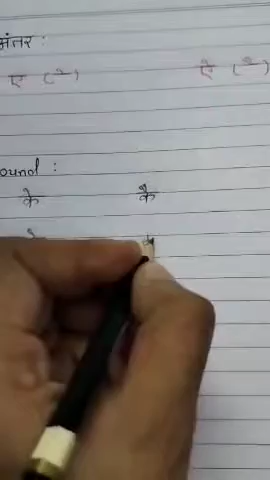 अंतर :
ए ( े ) ऐ ( ै )
ound :
के कै